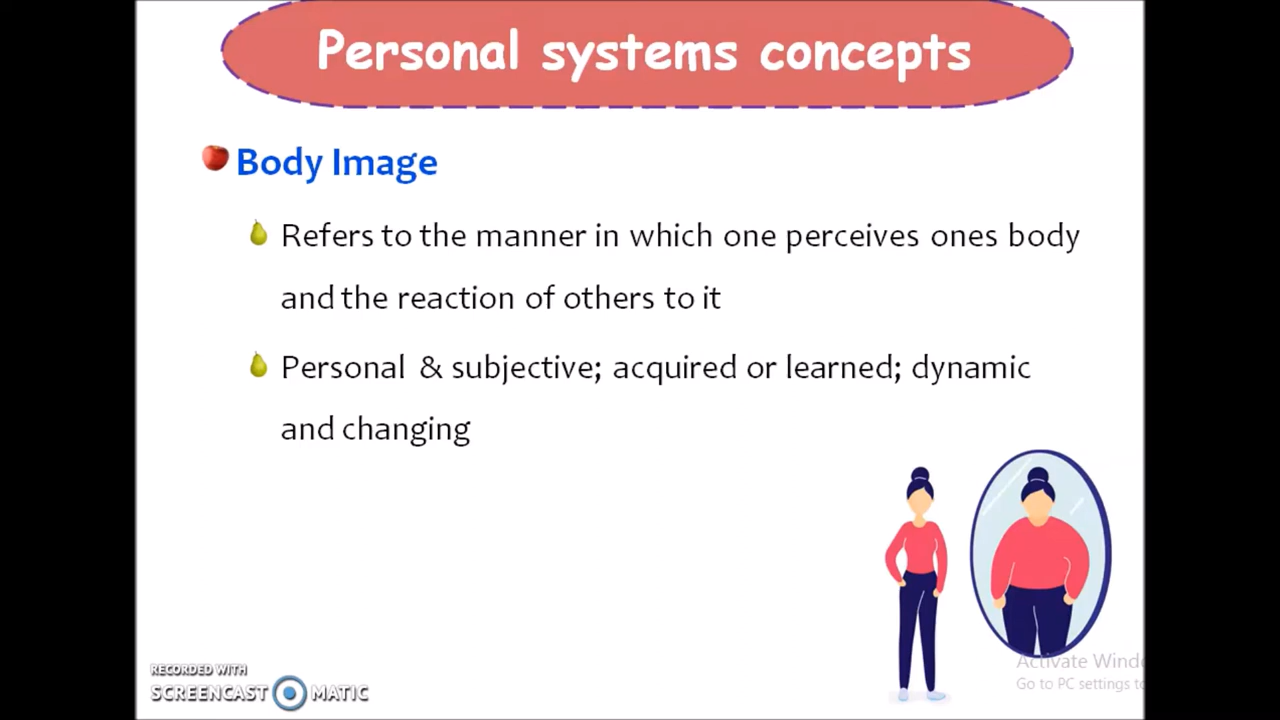 Personal systems concepts
Body Image
Refers to the manner in which one perceives ones body
and the reaction of others to it
Personal & subjective; acquired or learned; dynamic
and changing
Activate Windo
Go to PC settings to
RECORDED WITH
SCREENCAST MATIC